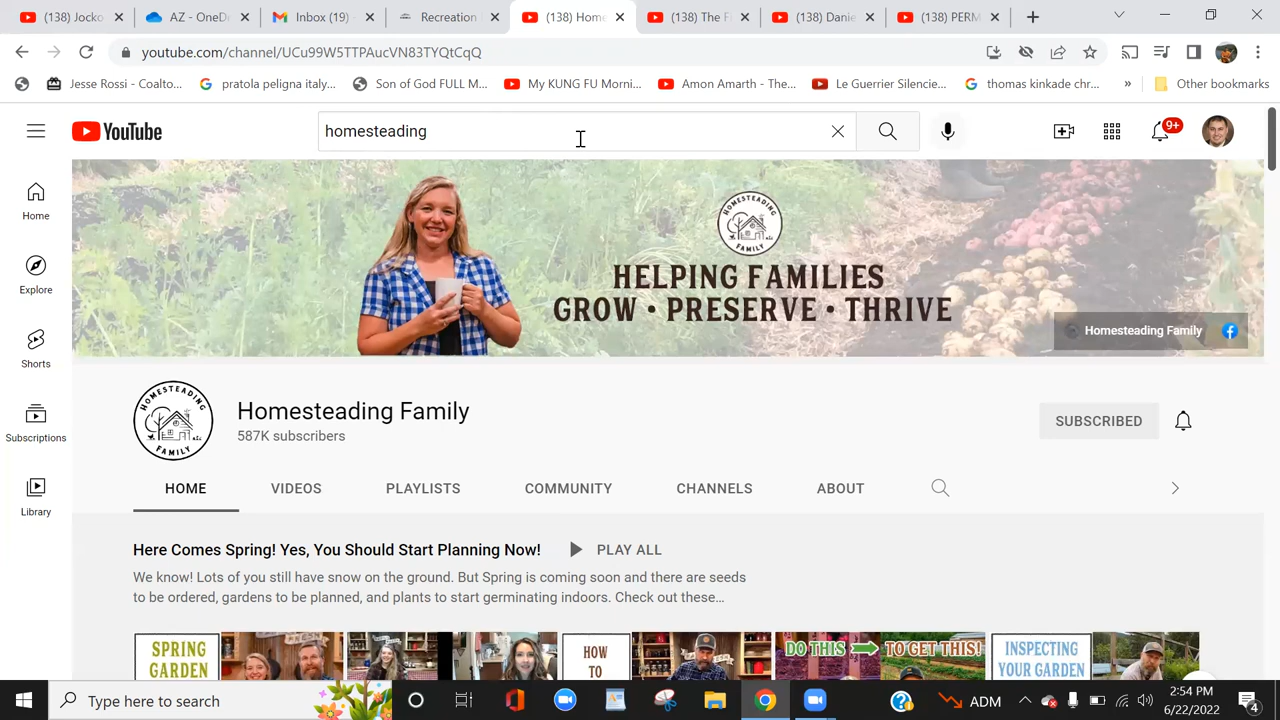 (138) Jocko
AZ - OneDr
Inbox (19) -
Recreation
(138) Home
(138) The F
(138) Danie
(138) PERM
youtube.com/channel/UCu99W5TTPAucVN83TYQtCqQ
Jesse Rossi - Coalto...
pratola peligna italy...
Son of God FULL M...
My KUNG FU Morni...
Amon Amarth - The...
Le Guerrier Silencie...
thomas kinkade chr...
»
Other bookmarks
YouTube
homesteading
9+
Home
Explore
Shorts
Subscriptions
Library
HOMESTEADING FAMILY
HELPING FAMILIES
GROW • PRESERVE • THRIVE
Homesteading Family
HOMESTEADING FAMILY
Homesteading Family
587K subscribers
SUBSCRIBED
HOME
VIDEOS
PLAYLISTS
COMMUNITY
CHANNELS
ABOUT
Here Comes Spring! Yes, You Should Start Planning Now!
PLAY ALL
We know! Lots of you still have snow on the ground. But Spring is coming soon and there are seeds
to be ordered, gardens to be planned, and plants to start germinating indoors. Check out these...
SPRING
GARDEN
HOW
TO
DO THIS
TO GET THIS!
INSPECTING
YOUR GARDEN
Type here to search
ADM
2:54 PM
6/22/2022
4